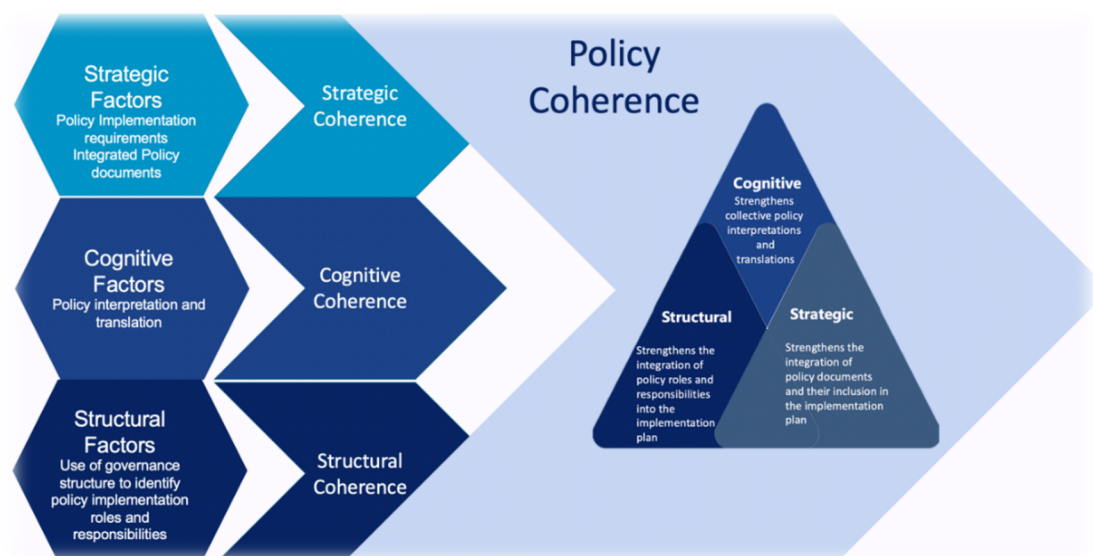 Strategic
Factors
Policy Implementation
requirements
Integrated Policy
documents
Strategic
Coherence
Cognitive
Factors
Policy interpretation and
translation
Cognitive
Coherence
Structural
Factors
Use of governance
structure to identify
policy implementation
roles and
responsibilities
Structural
Coherence
Policy
Coherence
Cognitive
Strengthens
collective policy
interpretations
and
translations
Structural
Strengthens the
integration of
policy roles and
responsibilities
into the
implementation
plan
Strategic
Strengthens the
integration of
policy documents
and their inclusion in
the implementation
plan